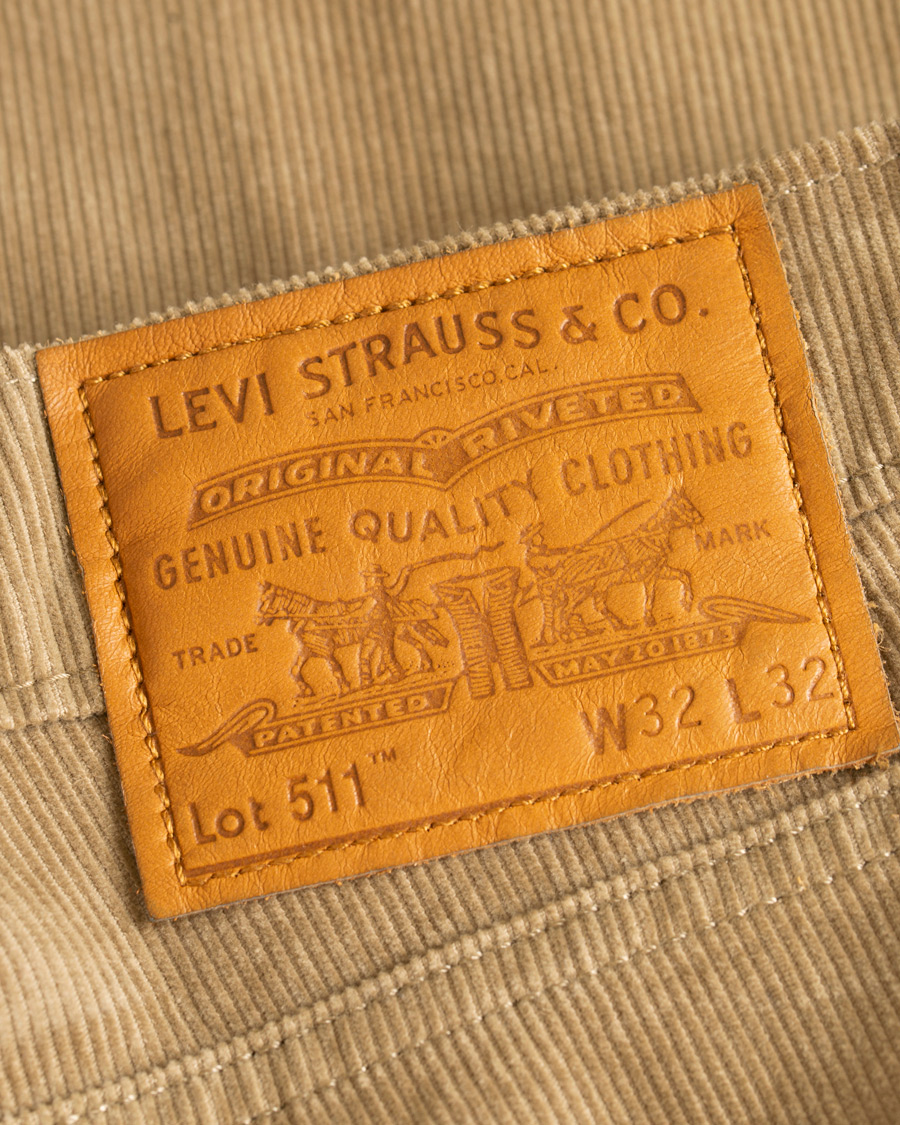 LEVI STRAUSS & CO.
SAN FRANCISCO, CAL.
ORIGINAL RIVETED
GENUINE QUALITY CLOTHING
TRADE MARK
PATENTED MAY 20 1873
Lot 511™ W32 L32